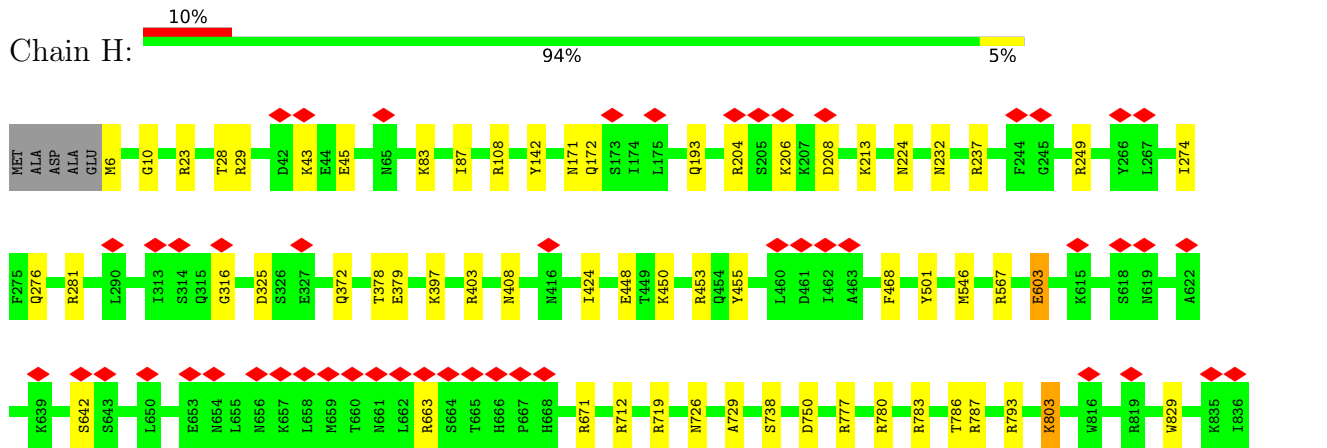 10%
Chain H:
94%
5%
MET ALA ASP ALA GLU M6 G10 R23 T28 R29 D42 K43 E44 E45 N65 K83 I87 R108 Y142 N171 Q172 S173 I174 L175 Q193 R204 S205 K206 K207 D208 K213 N224 N232 R237 F244 G245 R249 Y266 L267 I274
F275 Q276 R281 L290 I313 S314 Q315 G316 D325 S326 E327 Q372 T378 E379 K397 R403 N408 N416 I424 E448 T449 K450 R453 Q454 Y455 L460 D461 I462 A463 F468 Y501 M546 R567 E603 K615 S618 N619 A622
K639 S642 S643 L650 E653 N654 L655 N656 K657 L658 M659 T660 N661 L662 R663 S664 T665 H666 P667 H668 R671 R712 R719 N726 A729 S738 D750 R777 R780 R783 T786 R787 R793 K803 W816 R819 W829 K835 I836